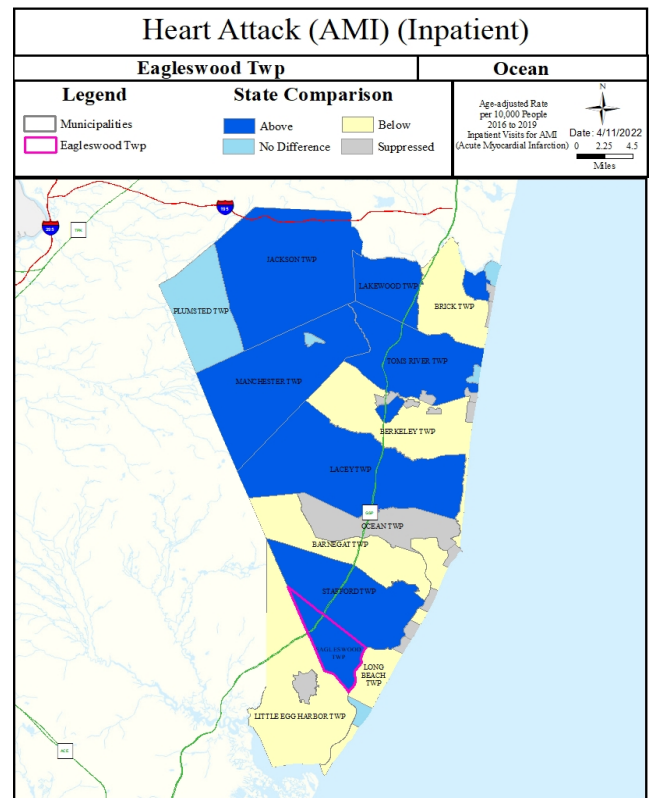 Heart Attack (AMI) (Inpatient)
Eagleswood Twp
Ocean
Legend
Municipalities
Eagleswood Twp
State Comparison
Above
Below
No Difference
Suppressed
Age-adjusted Rate
per 10,000 People
2016 to 2019
Inpatient Visits for AMI
(Acute Myocardial Infarction)
N
Date: 4/11/2022
0 2.25 4.5
Miles
195
JACKSON TWP
LAKEWOOD TWP
PLUMSTED TWP
BRICK TWP
TOMS RIVER TWP
MANCHESTER TWP
BERKELEY TWP
LACEY TWP
GSP
OCEAN TWP
BARNEGAT TWP
STAFFORD TWP
EAGLESWOOD
TWP
LONG
BEACH
TWP
LITTLE EGG HARBOR TWP
ACE